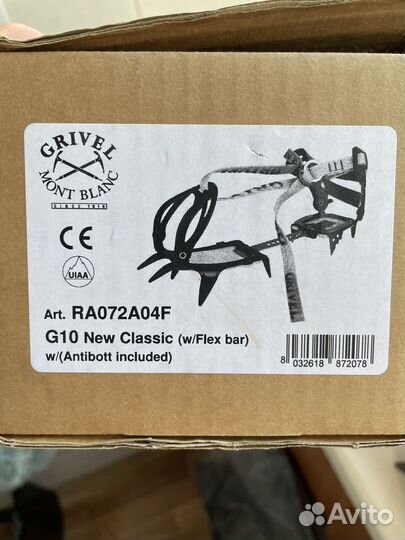 GRIVEL
MONT BLANC
SINCE 1818
CE
UIAA
Art. RA072A04F
G10 New Classic (w/Flex bar)
w/(Antibott included)
8 032618 872078
Avito